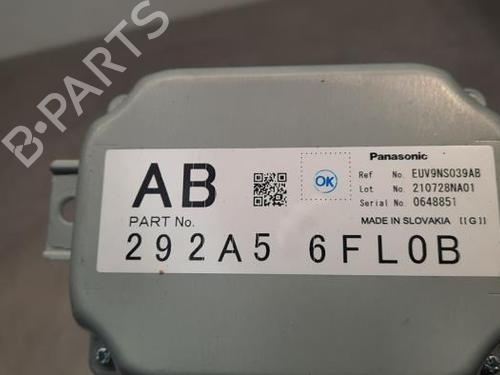 B-PARTS
AB
PART No.
OK
Panasonic
Ref No. EUV9NS039AB
Lot No. 210728NA01
Serial No. 0648851
MADE IN SLOVAKIA [[G]]
292A5 6FL0B